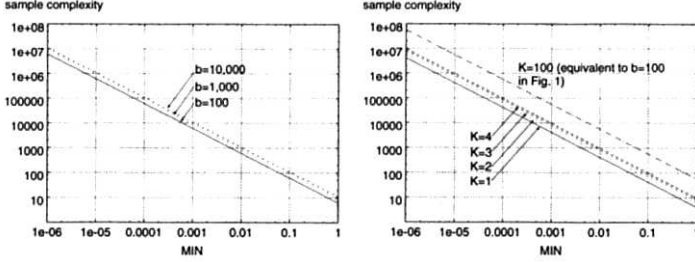 sample complexity
1e+08
1e+07
1e+06
100000
10000
1000
100
10
b=10,000
b=1,000
b=100
1e-06 1e-05 0.0001 0.001 0.01 0.1 1
MIN
sample complexity
1e+08
1e+07
1e+06
100000
10000
1000
100
10
K=100 (equivalent to b=100
in Fig. 1)
K=4
K=3
K=2
K=1
1e-06 1e-05 0.0001 0.001 0.01 0.1 1
MIN